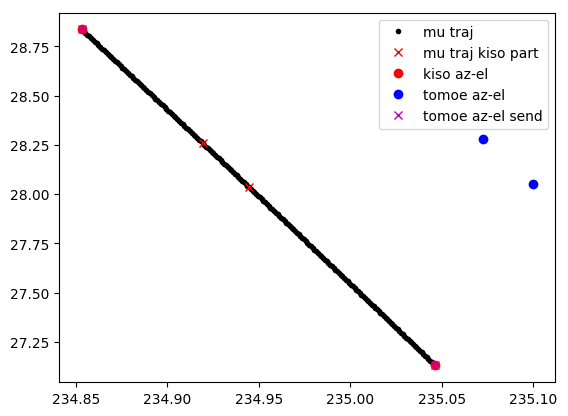 28.75
28.50
28.25
28.00
27.75
27.50
27.25
234.85 234.90 234.95 235.00 235.05 235.10
mu traj
mu traj kiso part
kiso az-el
tomoe az-el
tomoe az-el send